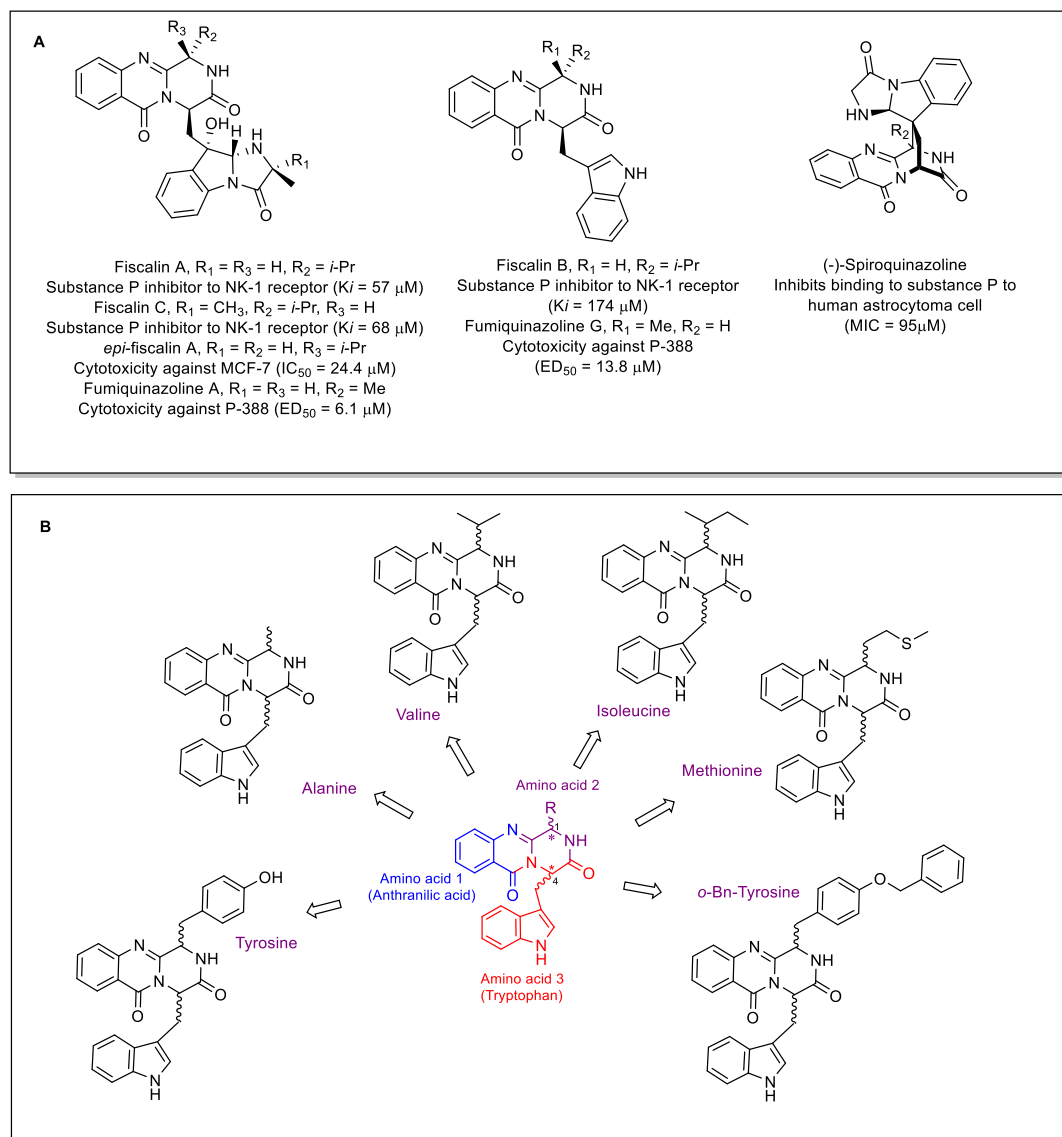 A
R3
R2
N
NH
N
O
O
OH
H
H
N
R1
N
O
Fiscalin A, R1 = R3 = H, R2 = i-Pr
Substance P inhibitor to NK-1 receptor (Ki = 57 μM)
Fiscalin C, R1 = CH3, R2 = i-Pr, R3 = H
Substance P inhibitor to NK-1 receptor (Ki = 68 μM)
epi-fiscalin A, R1 = R2 = H, R3 = i-Pr
Cytotoxicity against MCF-7 (IC50 = 24.4 μM)
Fumiquinazoline A, R1 = R3 = H, R2 = Me
Cytotoxicity against P-388 (ED50 = 6.1 μM)
R1
R2
N
NH
N
O
O
NH
Fiscalin B, R1 = H, R2 = i-Pr
Substance P inhibitor to NK-1 receptor
(Ki = 174 μM)
Fumiquinazoline G, R1 = Me, R2 = H
Cytotoxicity against P-388
(ED50 = 13.8 μM)
O
N
HN
R2
N
NH
N
O
O
(-)-Spiroquinazoline
Inhibits binding to substance P to
human astrocytoma cell
(MIC = 95μM)
B
N
NH
N
O
O
N
H
Valine
N
NH
N
O
O
N
H
Isoleucine
N
NH
N
O
O
N
H
Alanine
S
N
NH
N
O
O
N
H
Methionine
Amino acid 2
R
1
N
*
NH
N
*
O
O
4
N
H
Amino acid 1
(Anthranilic acid)
Amino acid 3
(Tryptophan)
OH
N
NH
N
O
O
N
H
Tyrosine
o-Bn-Tyrosine
O
N
NH
N
O
O
N
H